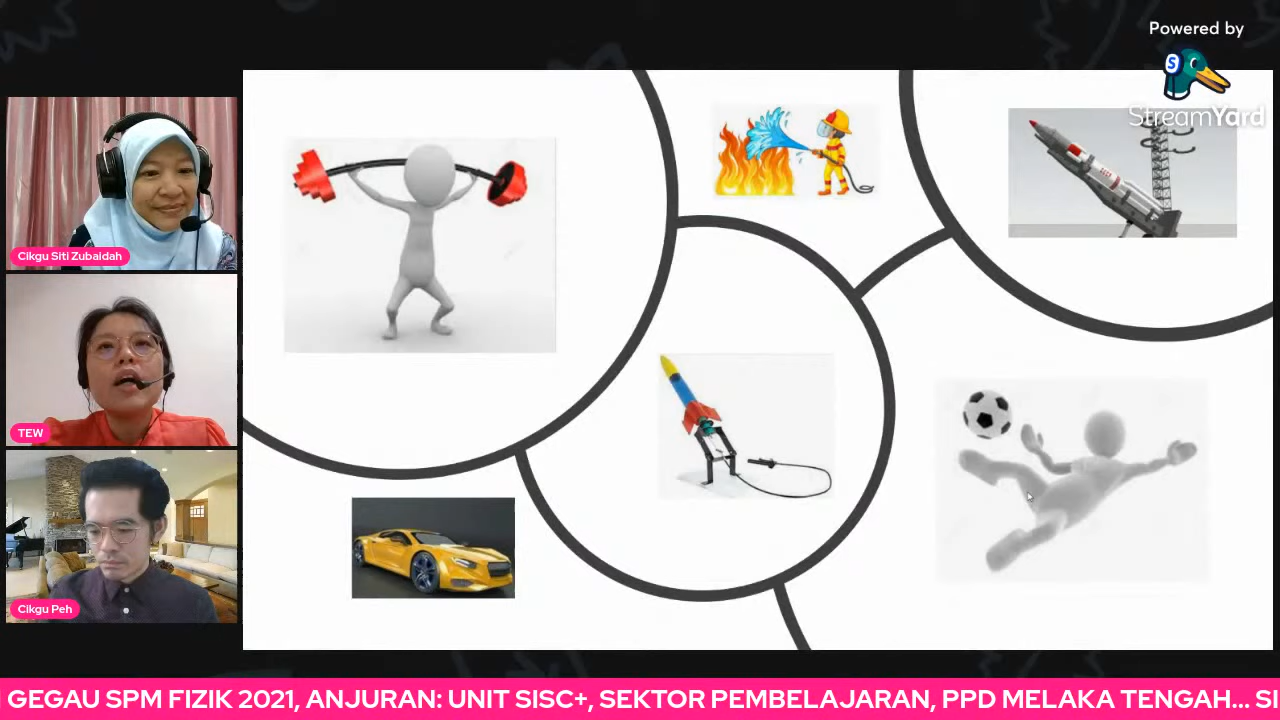 Powered by
S
StreamYard
Cikgu Siti Zubaidah
TEW
Cikgu Peh
GEGAU SPM FIZIK 2021, ANJURAN: UNIT SISC+, SEKTOR PEMBELAJARAN, PPD MELAKA TENGAH... SI